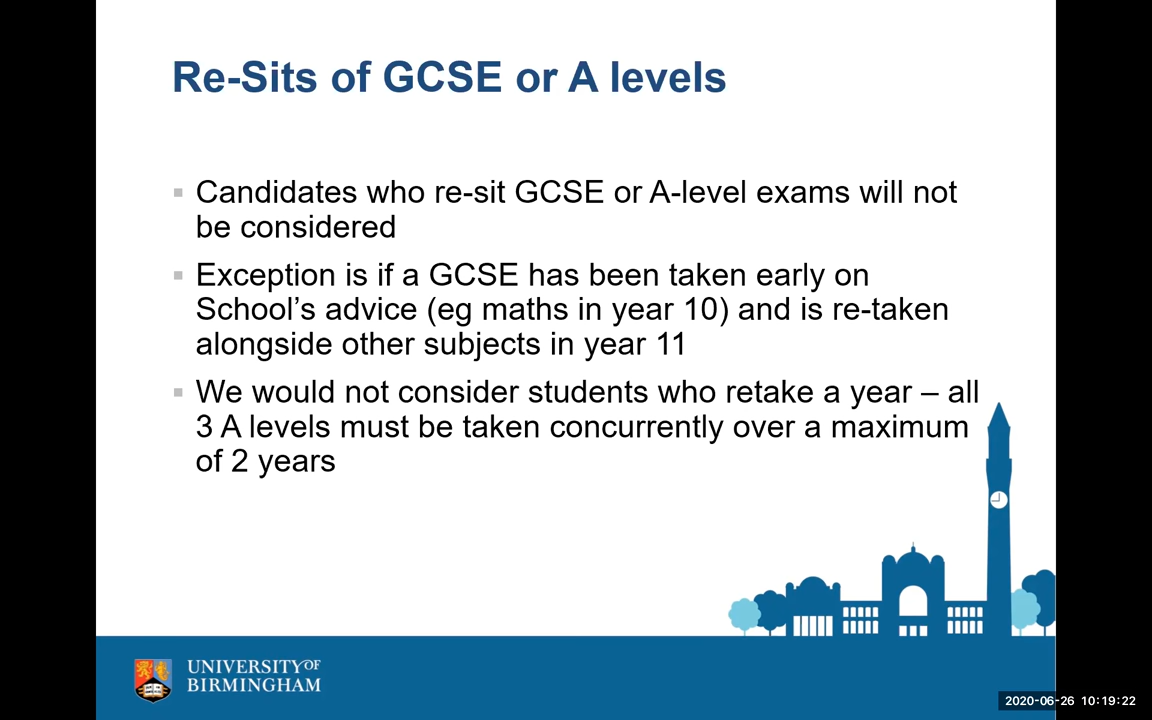 Re-Sits of GCSE or A levels
Candidates who re-sit GCSE or A-level exams will not
be considered
Exception is if a GCSE has been taken early on
School’s advice (eg maths in year 10) and is re-taken
alongside other subjects in year 11
We would not consider students who retake a year – all
3 A levels must be taken concurrently over a maximum
of 2 years
UNIVERSITYOF
BIRMINGHAM
2020-06-26 10:19:22